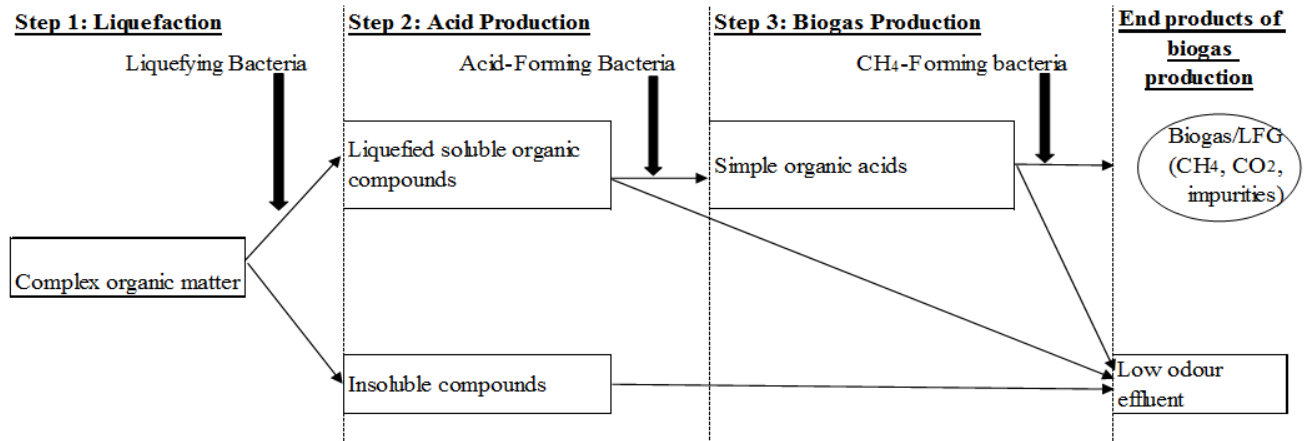 Step 1: Liquefaction
Step 2: Acid Production
Step 3: Biogas Production
End products of
biogas
production
Liquefying Bacteria
Acid-Forming Bacteria
CH4-Forming bacteria
Biogas/LFG
(CH4, CO2,
impurities)
Liquefied soluble organic
compounds
Simple organic acids
Complex organic matter
Insoluble compounds
Low odour
effluent